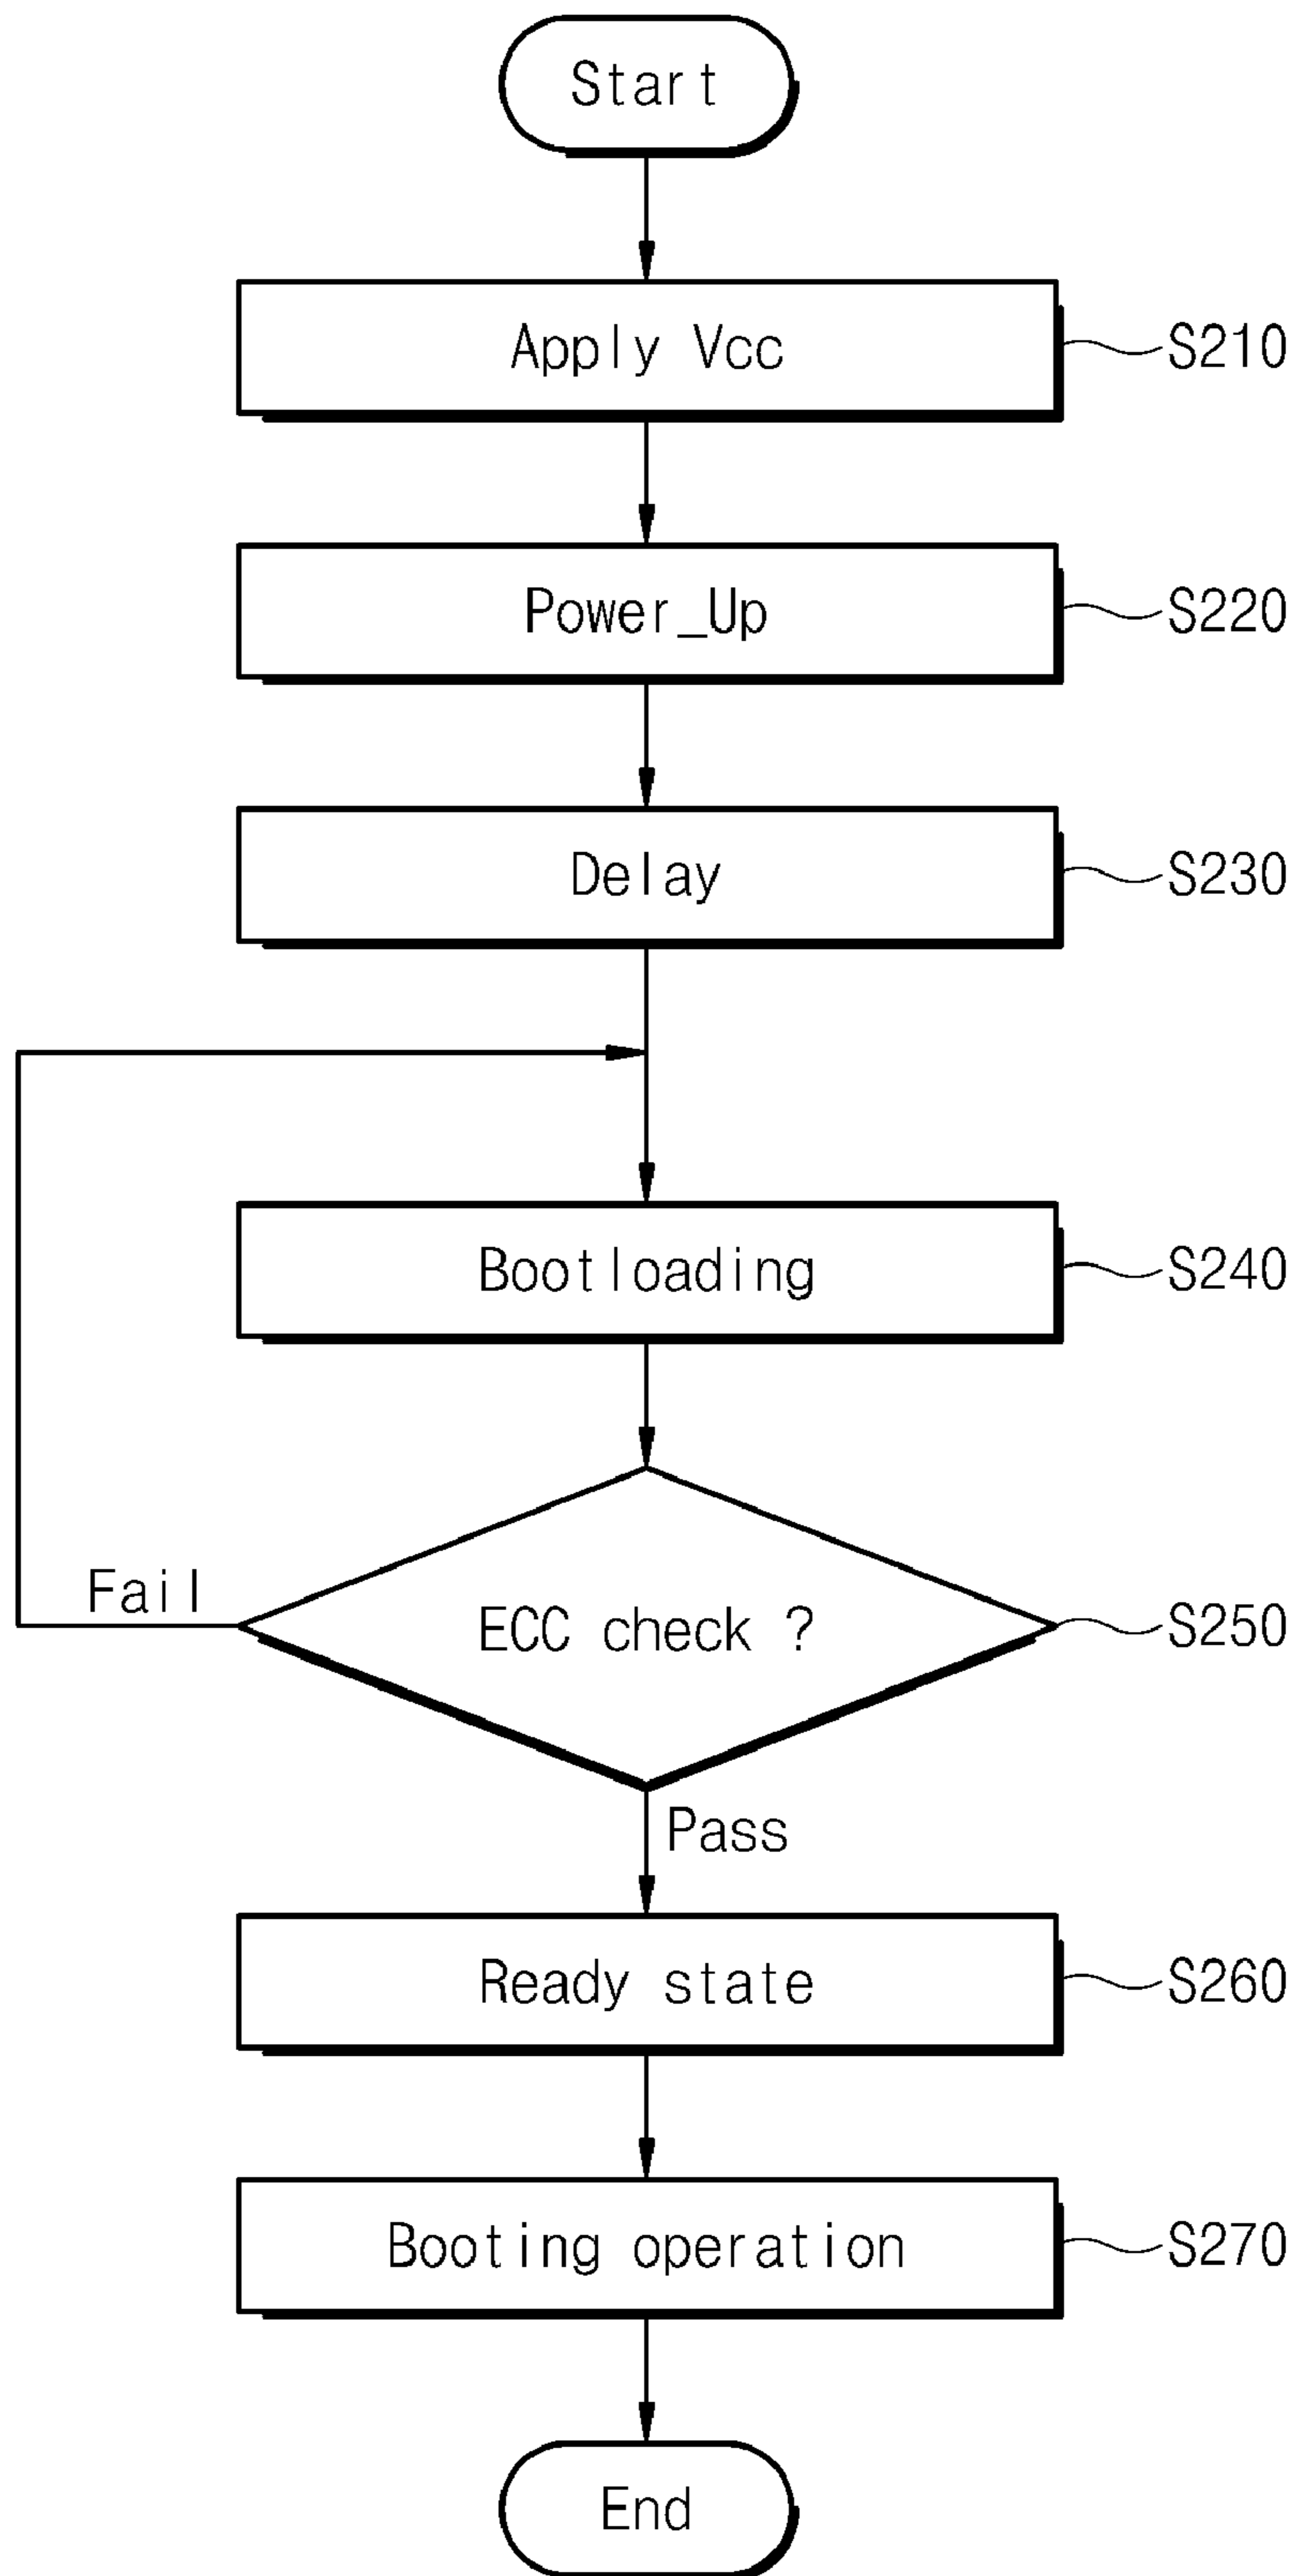 Start
Apply Vcc
S210
Power_Up
S220
Delay
S230
Bootloading
S240
Fail
ECC check ?
S250
Pass
Ready state
S260
Booting operation
S270
End